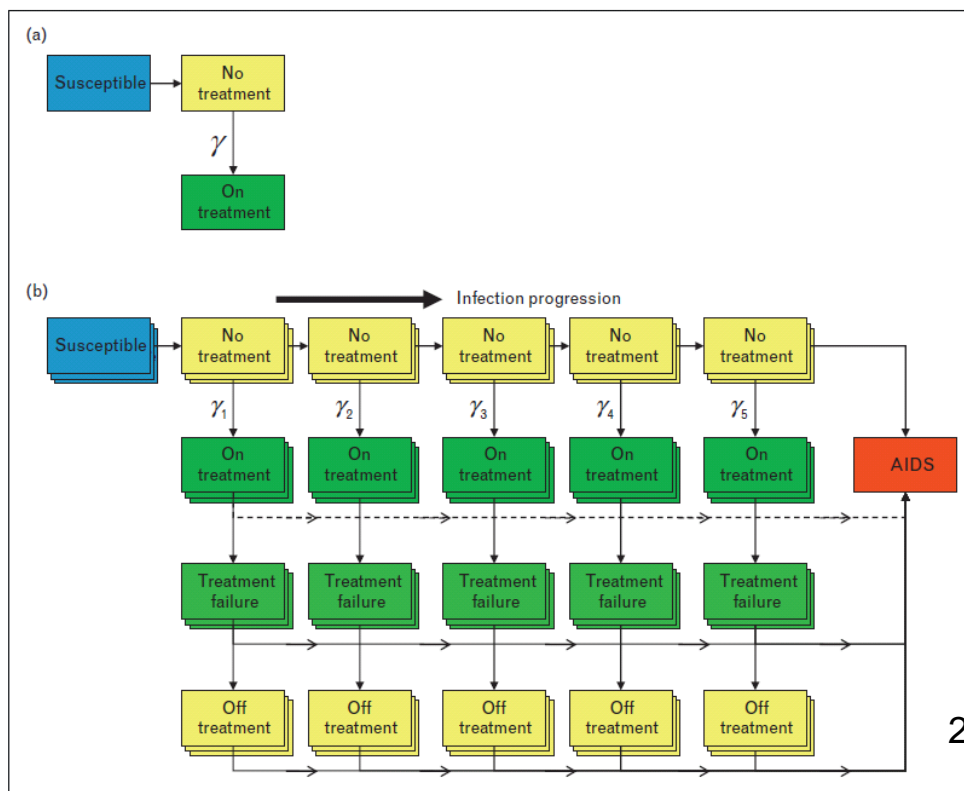 (a)
Susceptible
No
treatment
γ
On
treatment
(b)
Infection progression
Susceptible
No
treatment
No
treatment
No
treatment
No
treatment
No
treatment
γ1
γ2
γ3
γ4
γ5
On
treatment
On
treatment
On
treatment
On
treatment
On
treatment
AIDS
Treatment
failure
Treatment
failure
Treatment
failure
Treatment
failure
Treatment
failure
Off
treatment
Off
treatment
Off
treatment
Off
treatment
Off
treatment
2